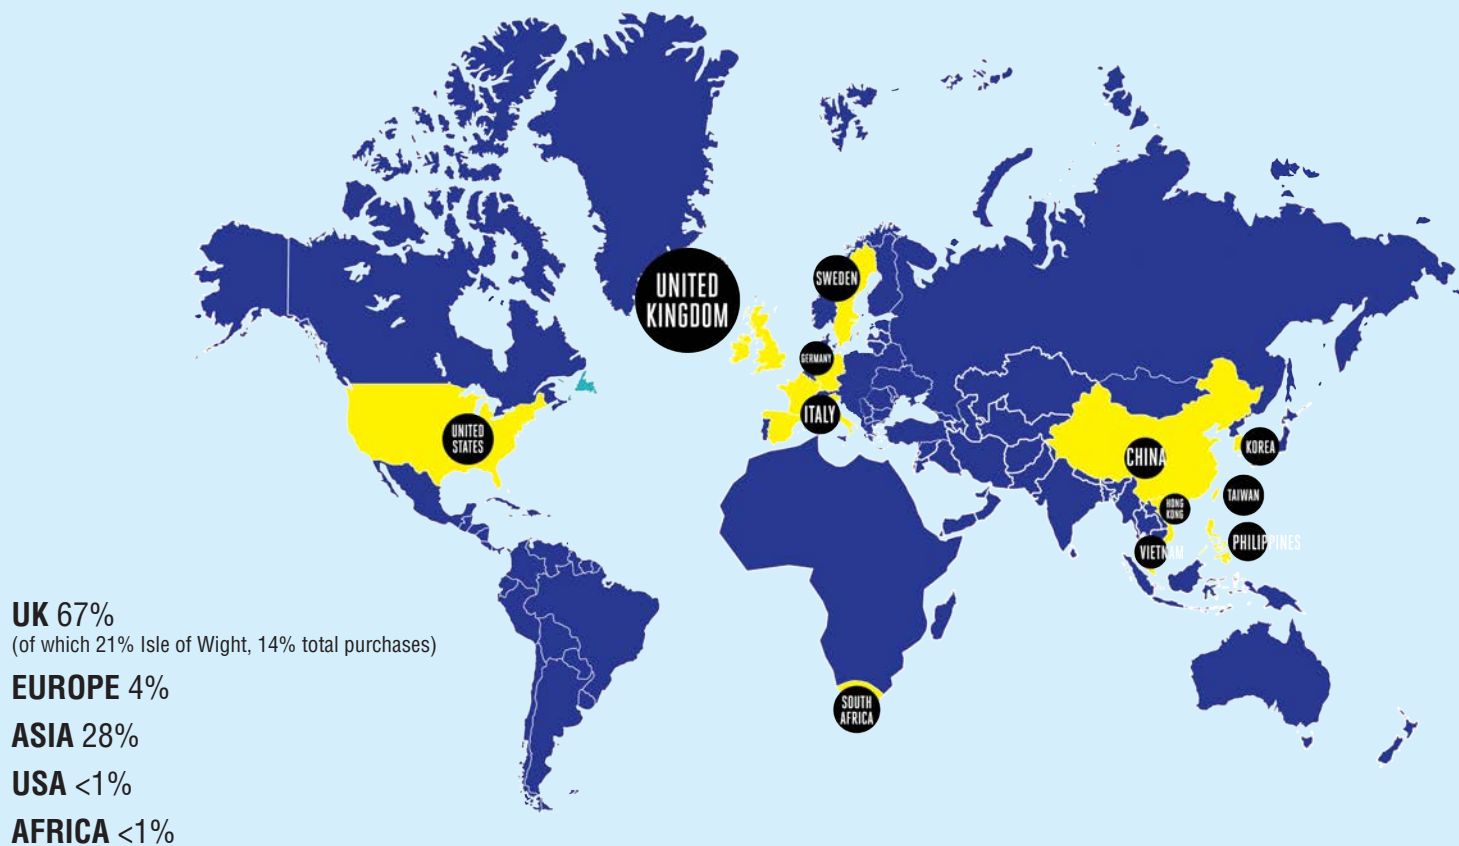 UNITED
KINGDOM
SWEDEN
GERMANY
ITALY
UNITED
STATES
CHINA
KOREA
TAIWAN
HONG
KONG
PHILIPPINES
VIETNAM
SOUTH
AFRICA
UK 67%
(of which 21% Isle of Wight, 14% total purchases)
EUROPE 4%
ASIA 28%
USA <1%
AFRICA <1%